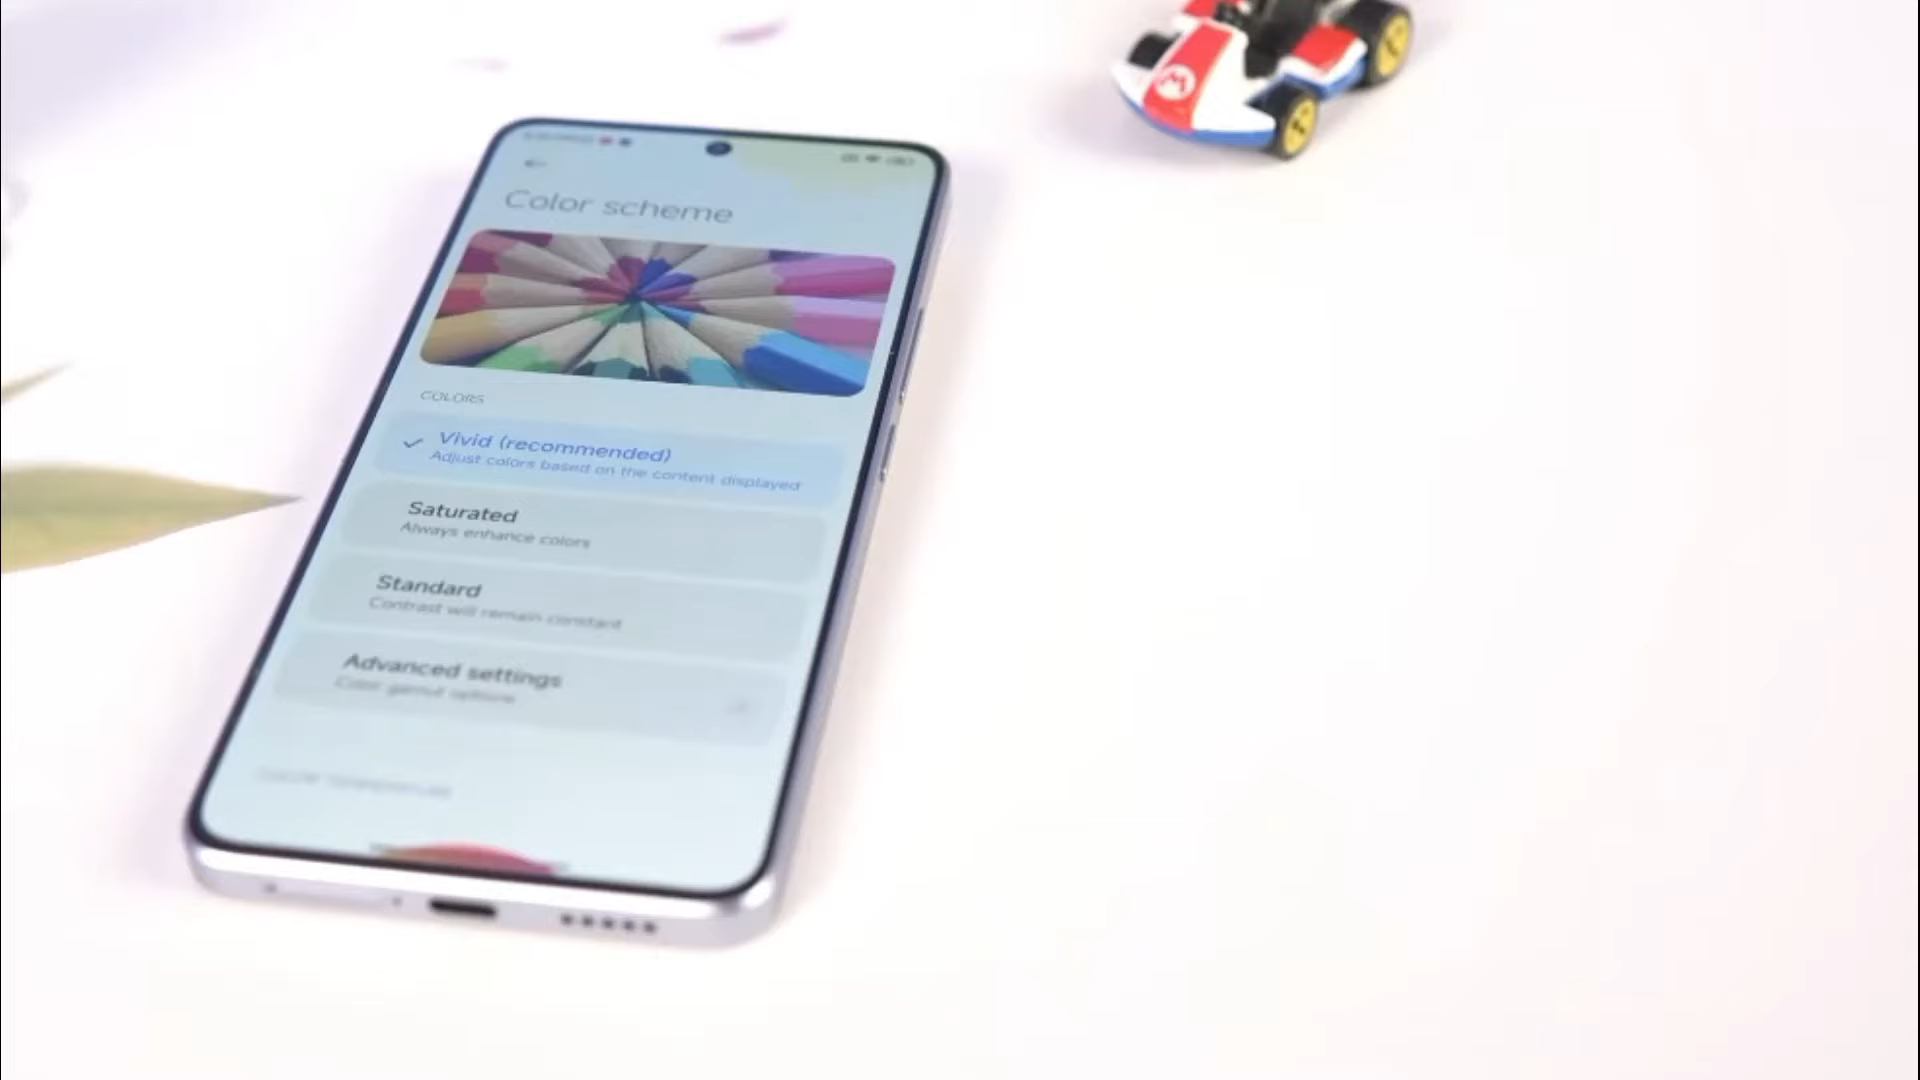 Color scheme
COLORS
Vivid (recommended)
Adjust colors based on the content displayed
Saturated
Always enhance colors
Standard
Contrast will remain constant
Advanced settings
Color gamut options
M